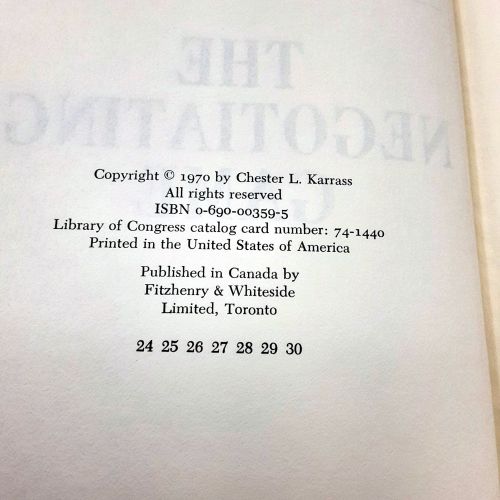 THE
NEGOTIATING
G
Copyright © 1970 by Chester L. Karrass
All rights reserved
ISBN 0-690-00359-5
Library of Congress catalog card number: 74-1440
Printed in the United States of America
Published in Canada by
Fitzhenry & Whiteside
Limited, Toronto
24 25 26 27 28 29 30